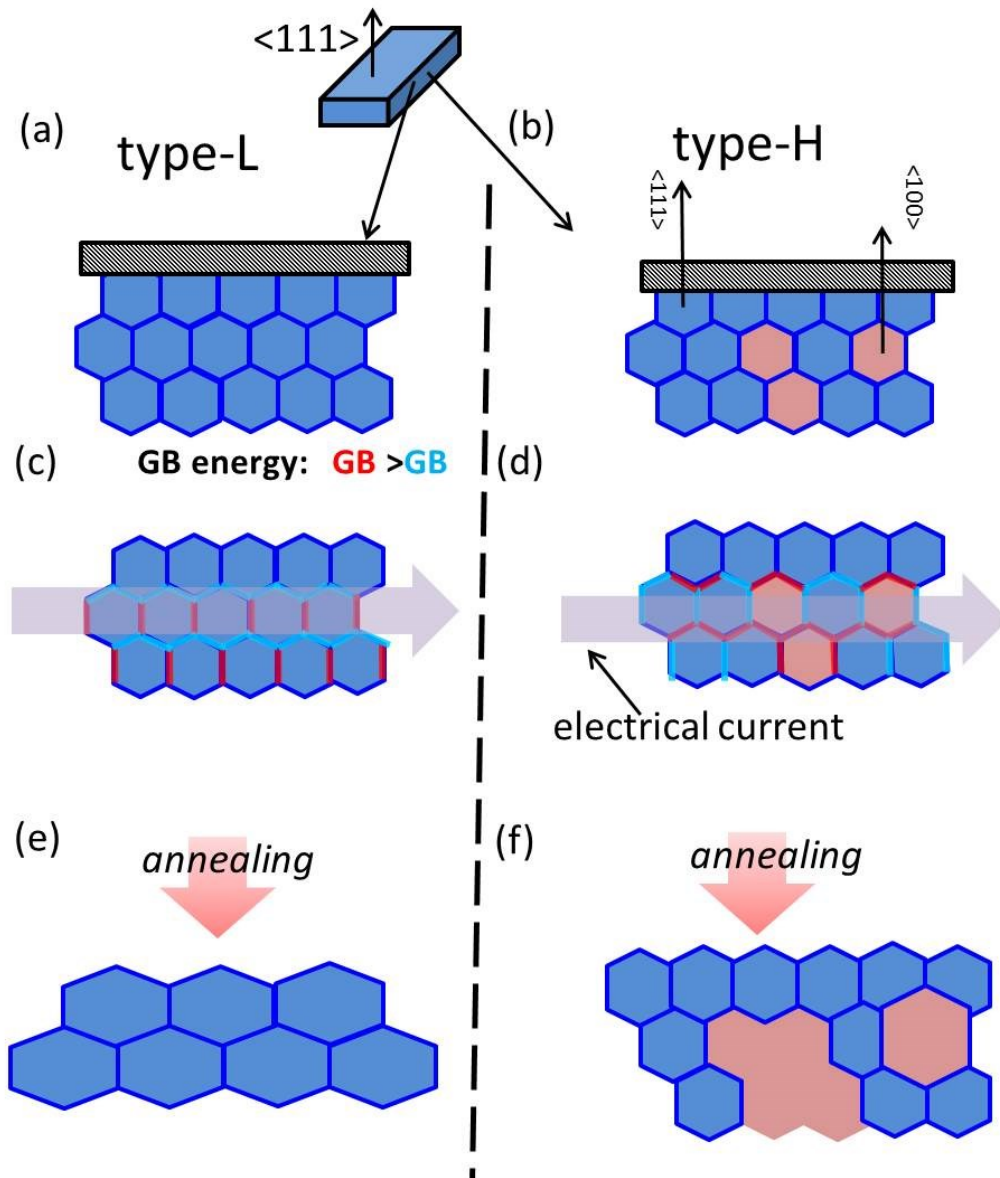 <111>
(a)
type-L
(b)
type-H
<111>
<100>
(c)
GB energy: GB >GB
(d)
electrical current
(e)
annealing
(f)
annealing